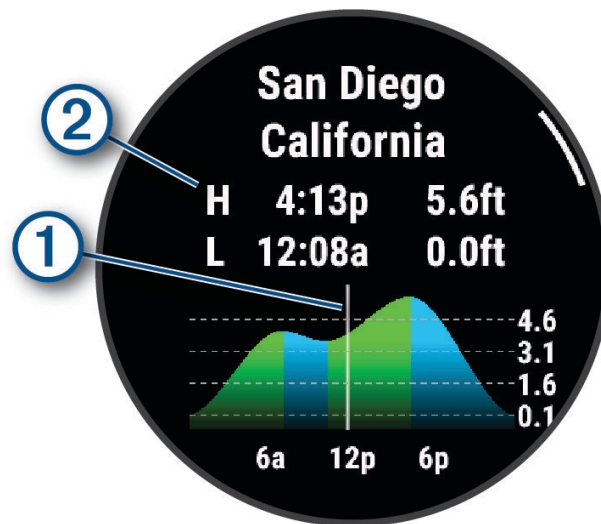 San Diego
California
2
H 4:13p 5.6ft
1
L 12:08a 0.0ft
4.6
3.1
1.6
0.1
6a 12p 6p